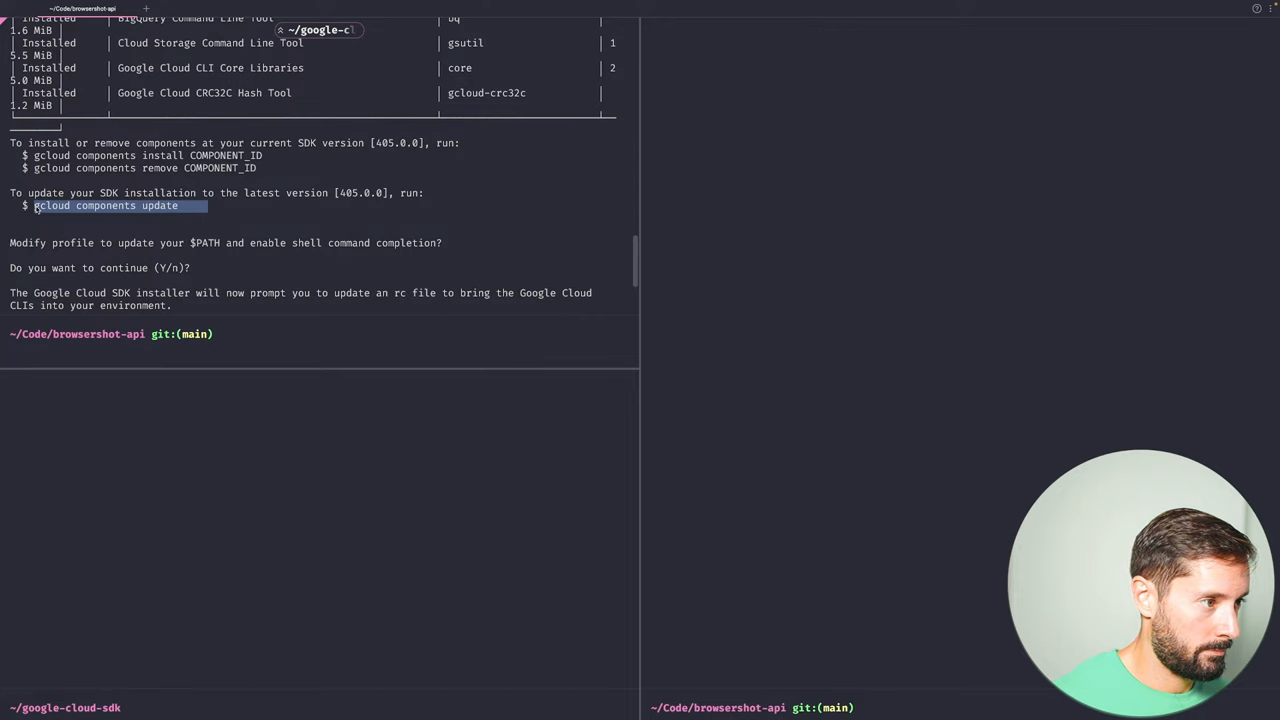 ~/Code/browsershot-api
Installed │ BigQuery Command Line Tool │ bq
1.6 MiB │
│ Installed │ Cloud Storage Command Line Tool │ gsutil │ 1
5.5 MiB │
│ Installed │ Google Cloud CLI Core Libraries │ core │ 2
5.0 MiB │
│ Installed │ Google Cloud CRC32C Hash Tool │ gcloud-crc32c │
1.2 MiB │
~/google-cl
To install or remove components at your current SDK version [405.0.0], run:
$ gcloud components install COMPONENT_ID
$ gcloud components remove COMPONENT_ID
To update your SDK installation to the latest version [405.0.0], run:
$ gcloud components update
Modify profile to update your $PATH and enable shell command completion?
Do you want to continue (Y/n)?
The Google Cloud SDK installer will now prompt you to update an rc file to bring the Google Cloud
CLIs into your environment.
~/Code/browsershot-api git:(main)
~/google-cloud-sdk
~/Code/browsershot-api git:(main)